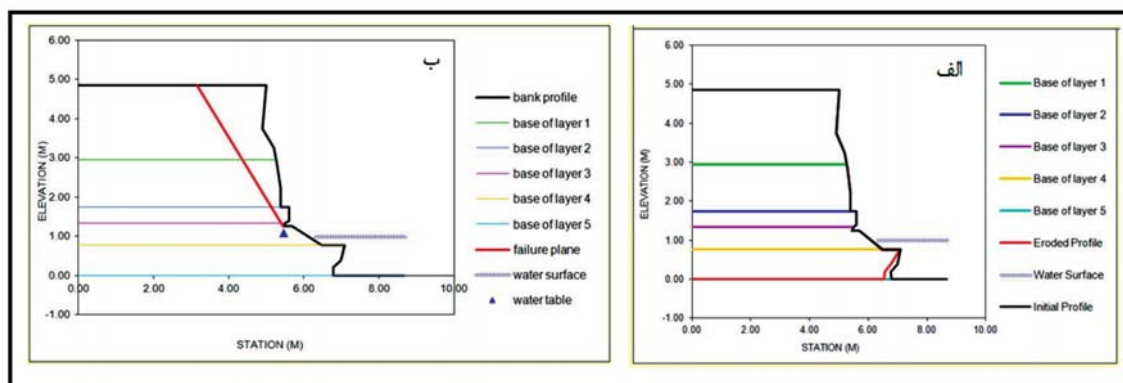 ب
6.00
5.00
4.00
3.00
2.00
1.00
0.00
-1.00
ELEVATION (M)
0.00 2.00 4.00 6.00 8.00 10.00
STATION (M)
bank profile
base of layer 1
base of layer 2
base of layer 3
base of layer 4
base of layer 5
failure plane
water surface
water table
الف
6.00
5.00
4.00
3.00
2.00
1.00
0.00
-1.00
ELEVATION (M)
0.00 2.00 4.00 6.00 8.00 10.00
STATION (M)
Base of layer 1
Base of layer 2
Base of layer 3
Base of layer 4
Base of layer 5
Eroded Profile
Water Surface
Initial Profile